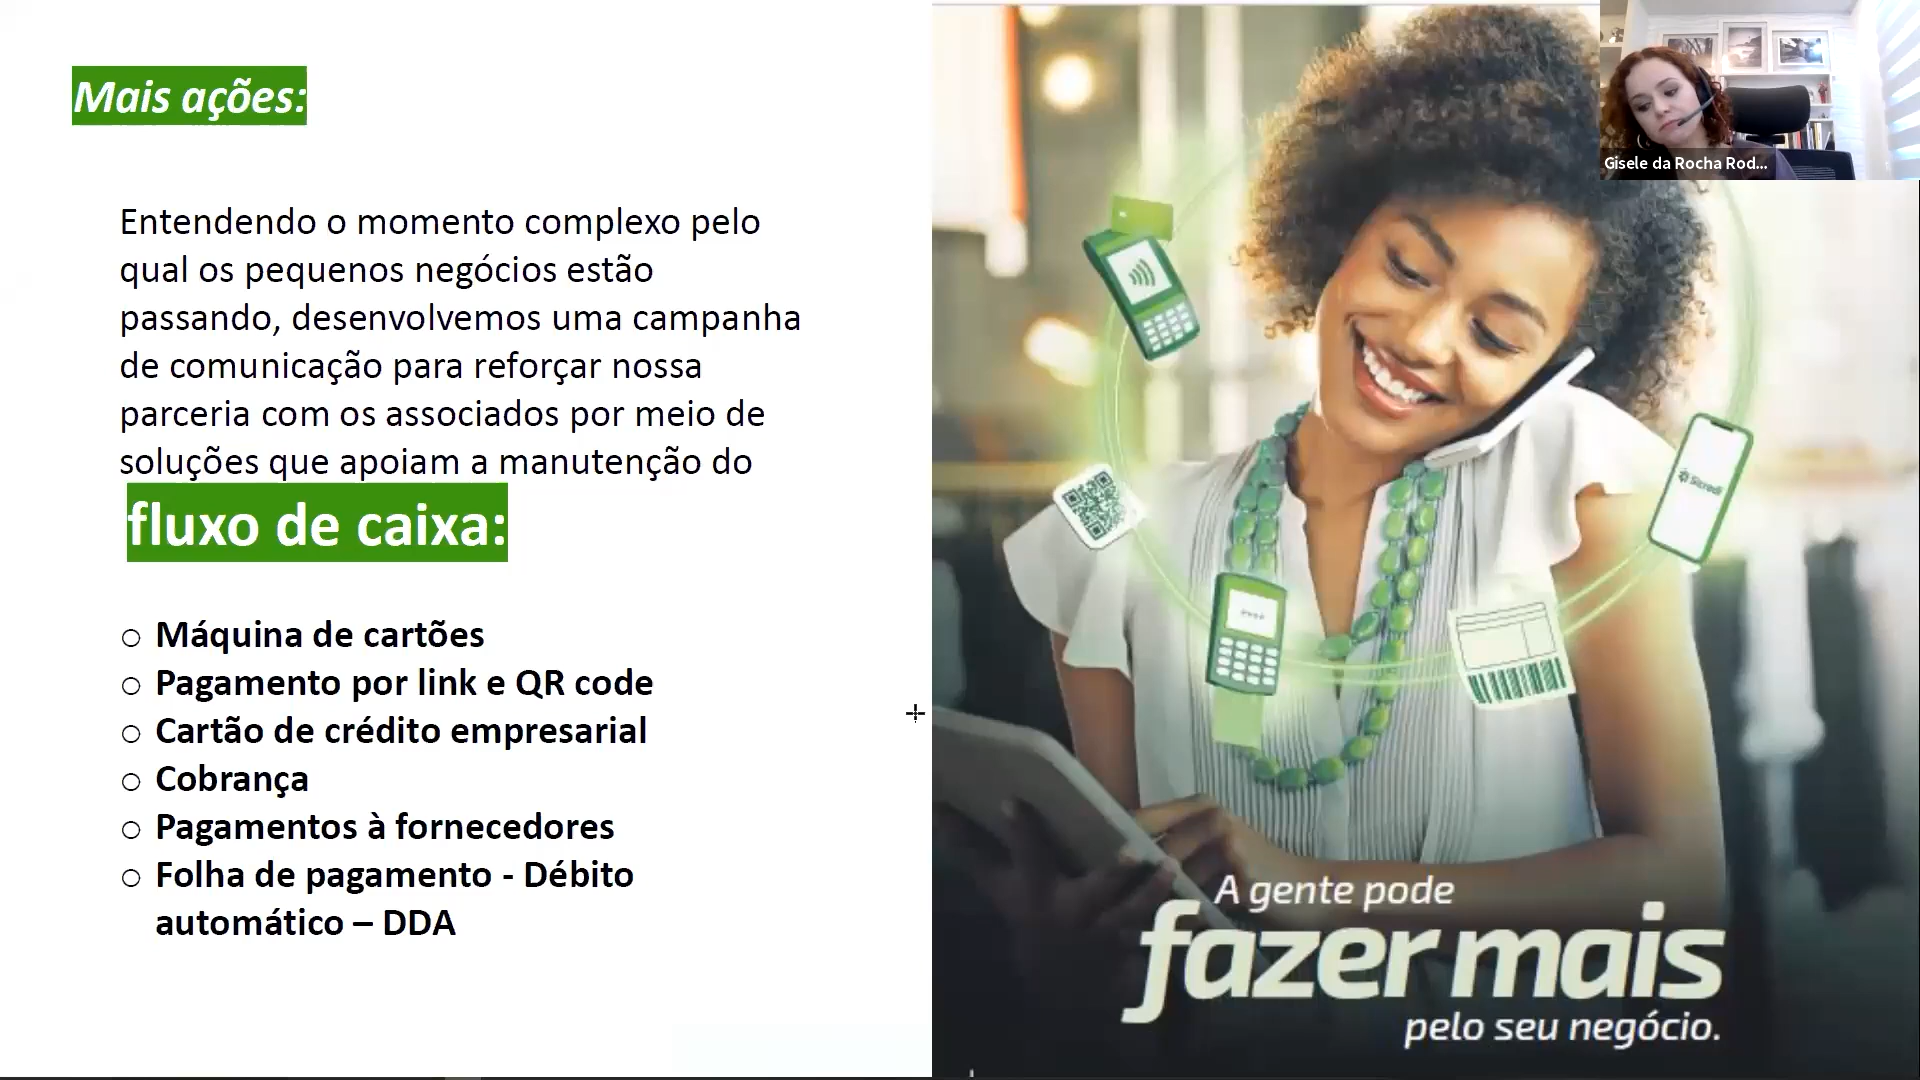 Mais ações:
Entendendo o momento complexo pelo
qual os pequenos negócios estão
passando, desenvolvemos uma campanha
de comunicação para reforçar nossa
parceria com os associados por meio de
soluções que apoiam a manutenção do
fluxo de caixa:
Máquina de cartões
Pagamento por link e QR code
Cartão de crédito empresarial
Cobrança
Pagamentos à fornecedores
Folha de pagamento - Débito
automático – DDA
Gisele da Rocha Rod...
Sicredi
A gente pode
fazer mais
pelo seu negócio.